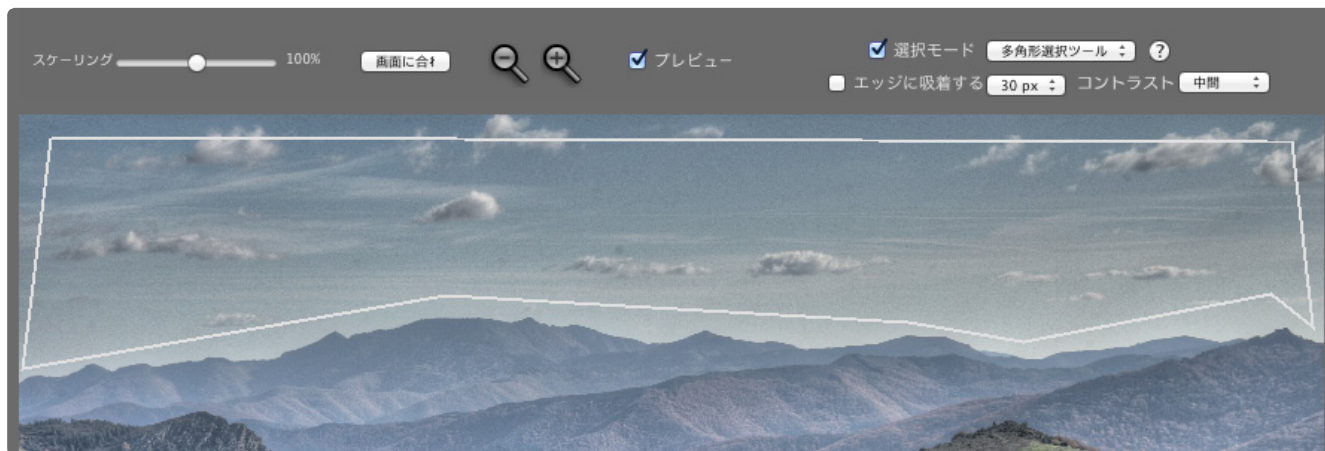 スケーリング 100% 画面に合わ プレビュー 選択モード 多角形選択ツール ?
エッジに吸着する 30 px コントラスト 中間